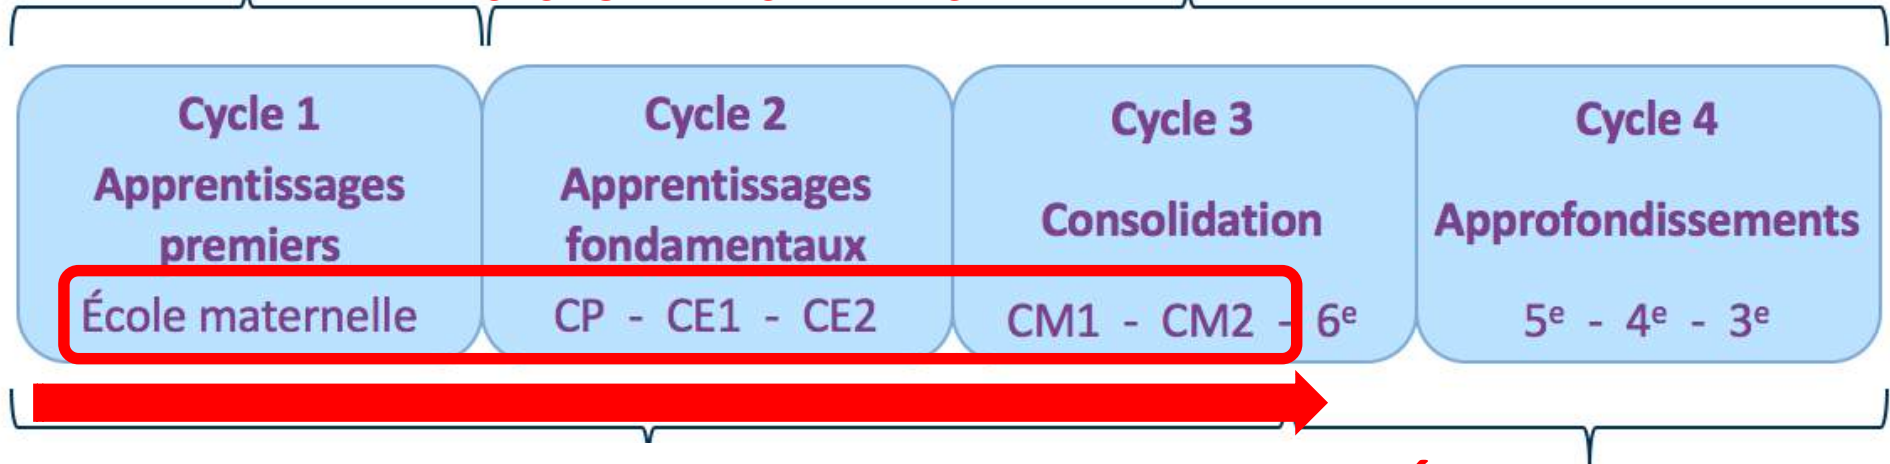 Cycle 1
Apprentissages
premiers
École maternelle
Cycle 2
Apprentissages
fondamentaux
CP - CE1 - CE2
Cycle 3
Consolidation
CM1 - CM2 - 6e
Cycle 4
Approfondissements
5e - 4e - 3e